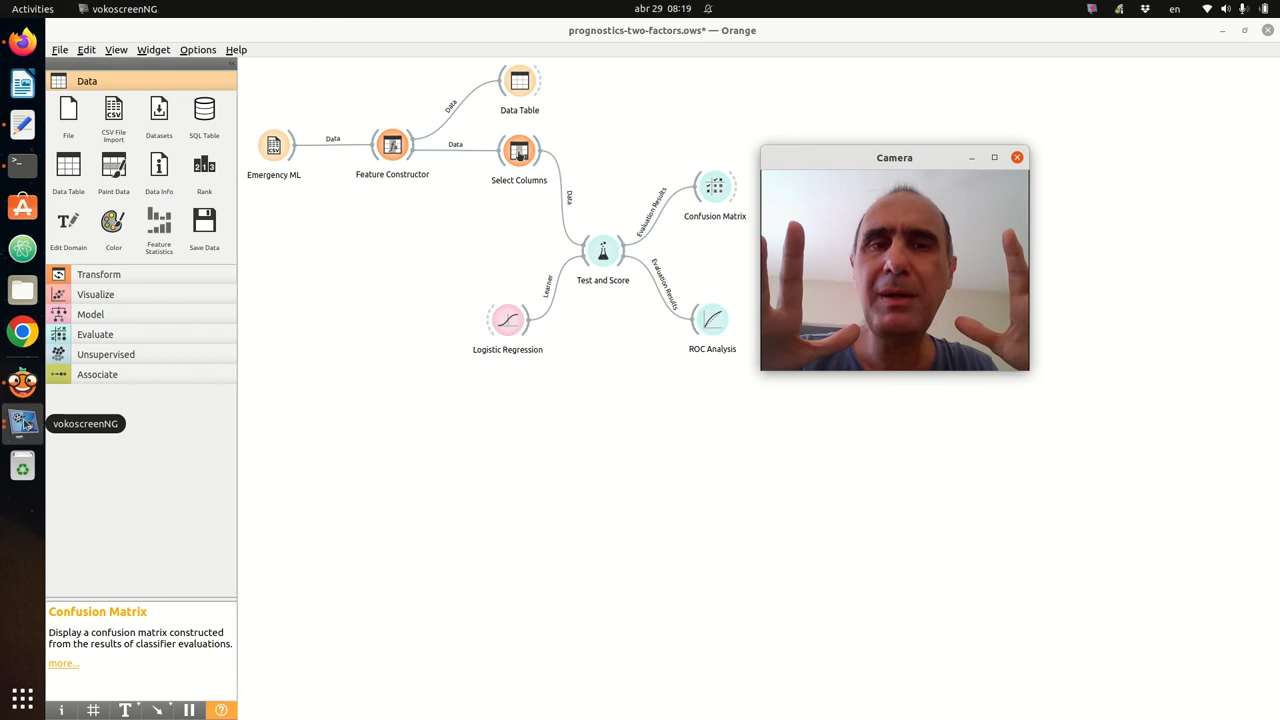 Activities
vokoscreenNG
abr 29 08:19
en
prognostics-two-factors.ows* — Orange
File Edit View Widget Options Help
Data
File
CSV File Import
Datasets
SQL Table
Data Table
Paint Data
Data Info
Rank
Edit Domain
Color
Feature Statistics
Save Data
Transform
Visualize
Model
Evaluate
Unsupervised
Associate
vokoscreenNG
Confusion Matrix
Display a confusion matrix constructed
from the results of classifier evaluations.
more...
Emergency ML
Data
Feature Constructor
Data
Data
Data Table
Select Columns
Data
Test and Score
Learner
Logistic Regression
Evaluation Results
Evaluation Results
Confusion Matrix
ROC Analysis
Camera